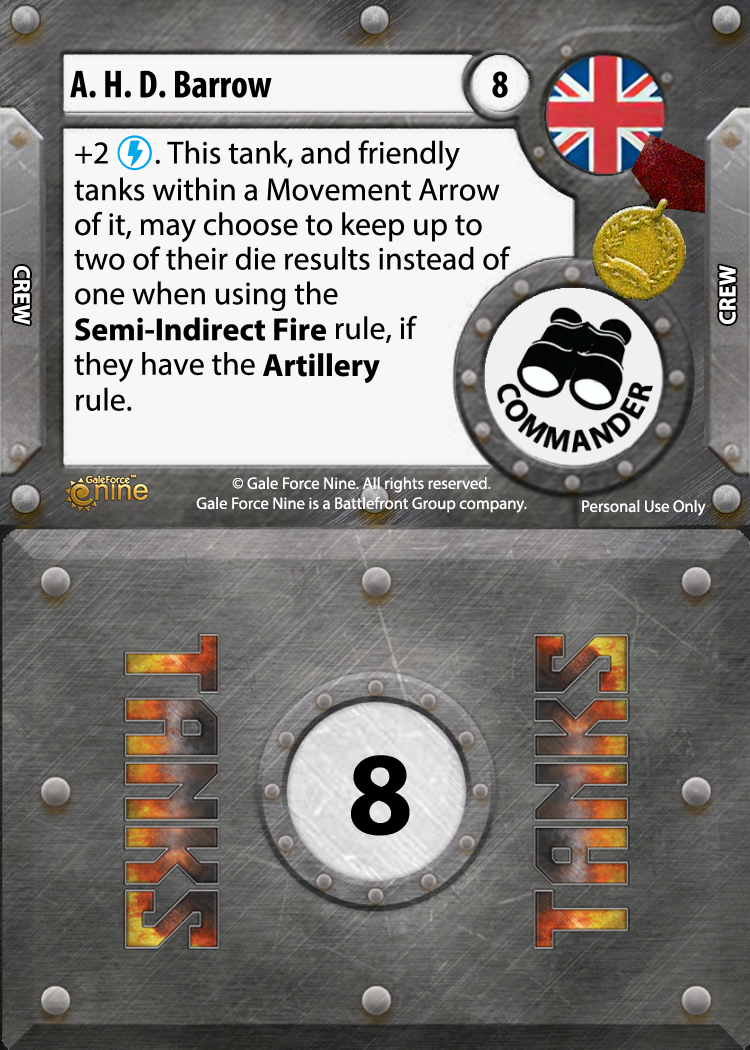 A. H. D. Barrow
8
+2 . This tank, and friendly
tanks within a Movement Arrow
of it, may choose to keep up to
two of their die results instead of
one when using the
Semi-Indirect Fire rule, if
they have the Artillery
rule.
CREW
CREW
COMMANDER
GaleForce™
nine
© Gale Force Nine. All rights reserved.
Gale Force Nine is a Battlefront Group company.
Personal Use Only
TANKS
8
TANKS